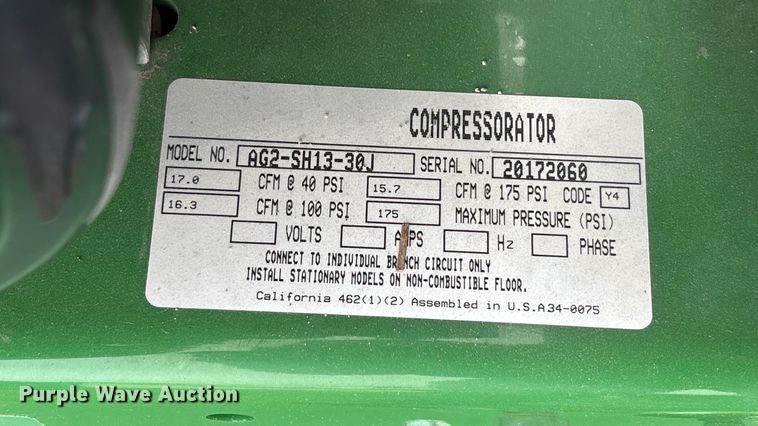 COMPRESSORATOR
MODEL NO. AG2-SH13-30J SERIAL NO. 20172060
17.0 CFM @ 40 PSI 15.7 CFM @ 175 PSI CODE Y4
16.3 CFM @ 100 PSI 175 MAXIMUM PRESSURE (PSI)
VOLTS AMPS Hz PHASE
CONNECT TO INDIVIDUAL BRANCH CIRCUIT ONLY
INSTALL STATIONARY MODELS ON NON-COMBUSTIBLE FLOOR.
California 462(1)(2) Assembled in U.S.A34-0075
Purple Wave Auction